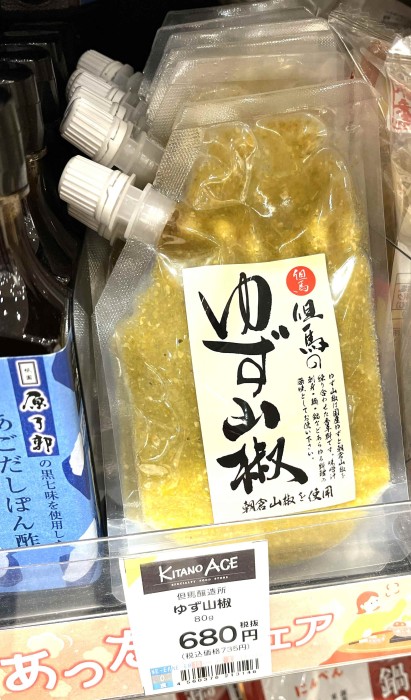 但馬
但馬の
ゆず山椒
朝倉山椒を使用
原了郭
の黒七味を使用した
あごだしぽん酢
KITANO ACE
SPECIALTY FOOD STORE
但馬醸造所
ゆず山椒
80g
680円
税抜
(税込価格735円)
あった
ェア
鍋